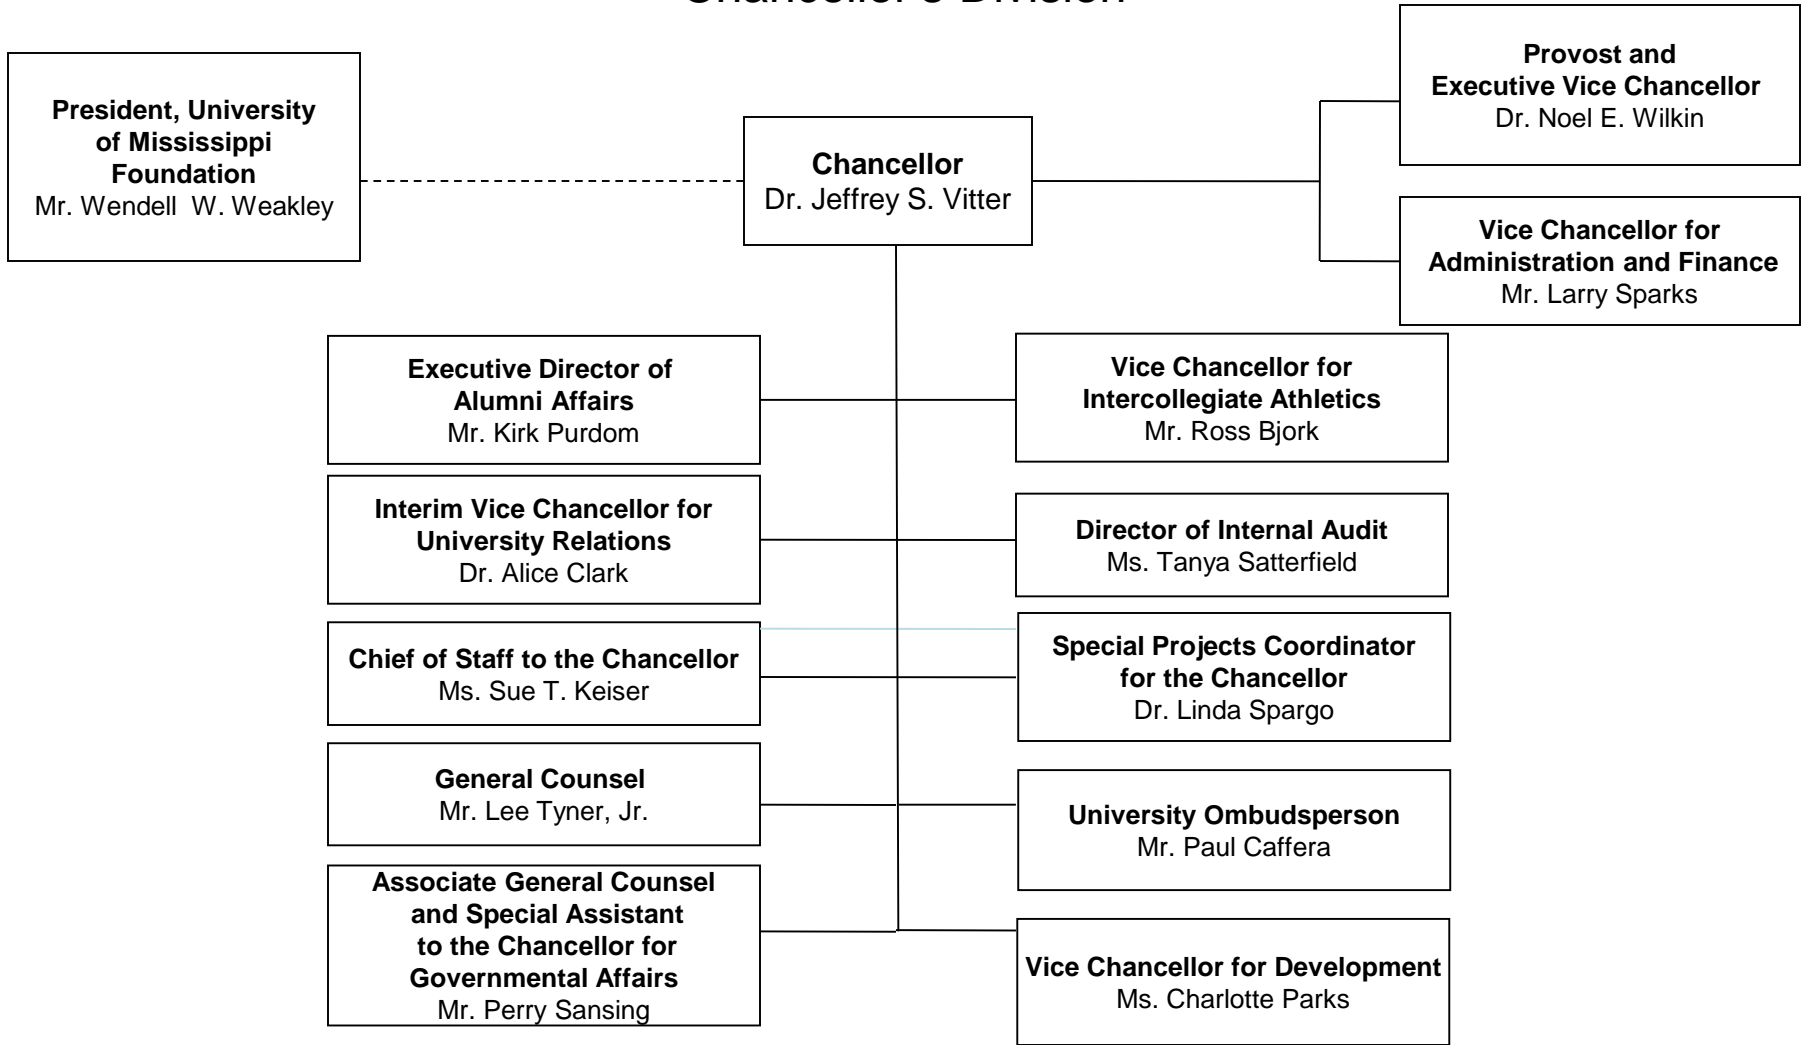 Chancellor's Division
President, University
of Mississippi
Foundation
Mr. Wendell W. Weakley
Chancellor
Dr. Jeffrey S. Vitter
Provost and
Executive Vice Chancellor
Dr. Noel E. Wilkin
Vice Chancellor for
Administration and Finance
Mr. Larry Sparks
Executive Director of
Alumni Affairs
Mr. Kirk Purdom
Vice Chancellor for
Intercollegiate Athletics
Mr. Ross Bjork
Interim Vice Chancellor for
University Relations
Dr. Alice Clark
Director of Internal Audit
Ms. Tanya Satterfield
Chief of Staff to the Chancellor
Ms. Sue T. Keiser
Special Projects Coordinator
for the Chancellor
Dr. Linda Spargo
General Counsel
Mr. Lee Tyner, Jr.
University Ombudsperson
Mr. Paul Caffera
Associate General Counsel
and Special Assistant
to the Chancellor for
Governmental Affairs
Mr. Perry Sansing
Vice Chancellor for Development
Ms. Charlotte Parks